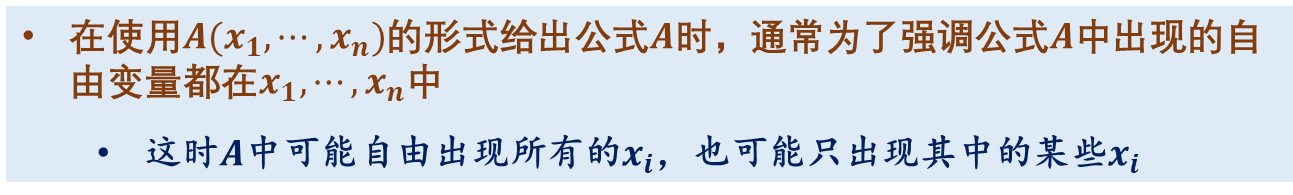 • 在使用A(x₁,⋯,xₙ)的形式给出公式A时，通常为了强调公式A中出现的自
由变量都在x₁,⋯,xₙ中
• 这时A中可能自由出现所有的xᵢ，也可能只出现其中的某些xᵢ